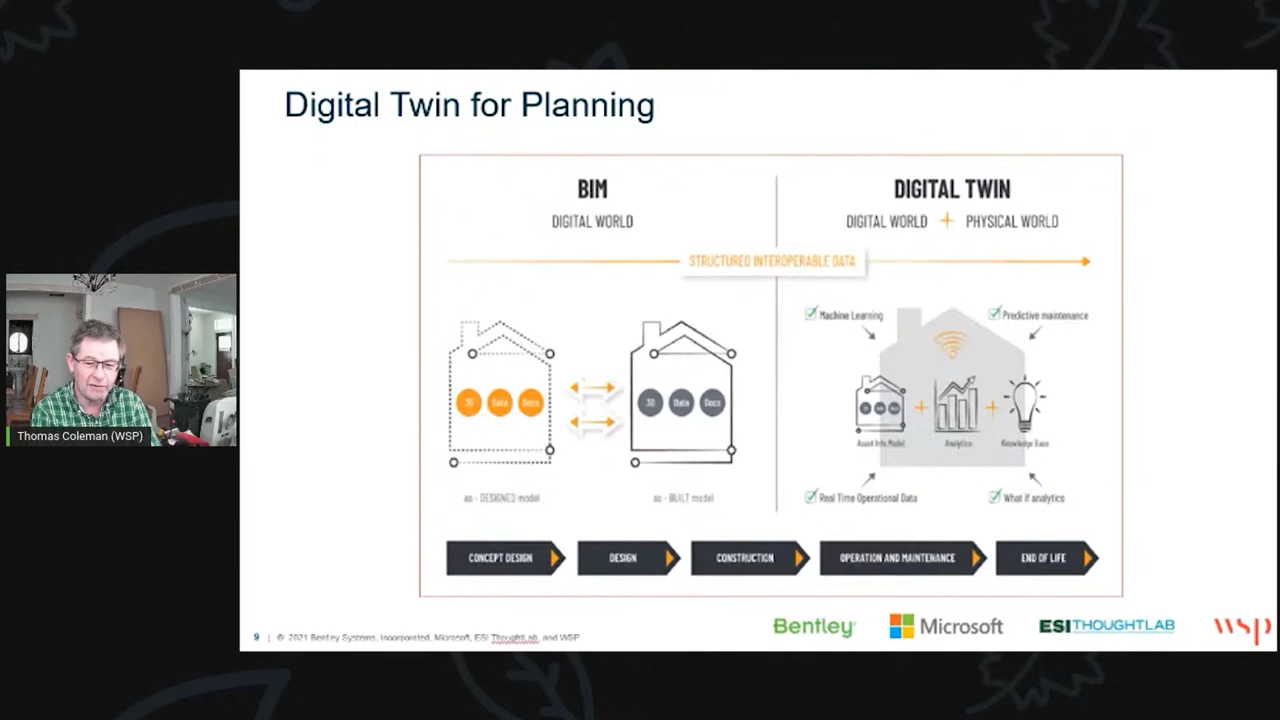 Digital Twin for Planning
BIM
DIGITAL WORLD
DIGITAL TWIN
DIGITAL WORLD + PHYSICAL WORLD
STRUCTURED INTEROPERABLE DATA
Machine Learning
Predictive maintenance
3D Data Docs
3D Data Docs
Asset Info Model
Analytics
Knowledge Base
as - DESIGNED model
as - BUILT model
Real Time Operational Data
What if analytics
CONCEPT DESIGN
DESIGN
CONSTRUCTION
OPERATION AND MAINTENANCE
END OF LIFE
9 | © 2021 Bentley Systems, Incorporated, Microsoft, ESI ThoughtLab, and WSP
Bentley
Microsoft
ESITHOUGHTLAB
wsp
Thomas Coleman (WSP)